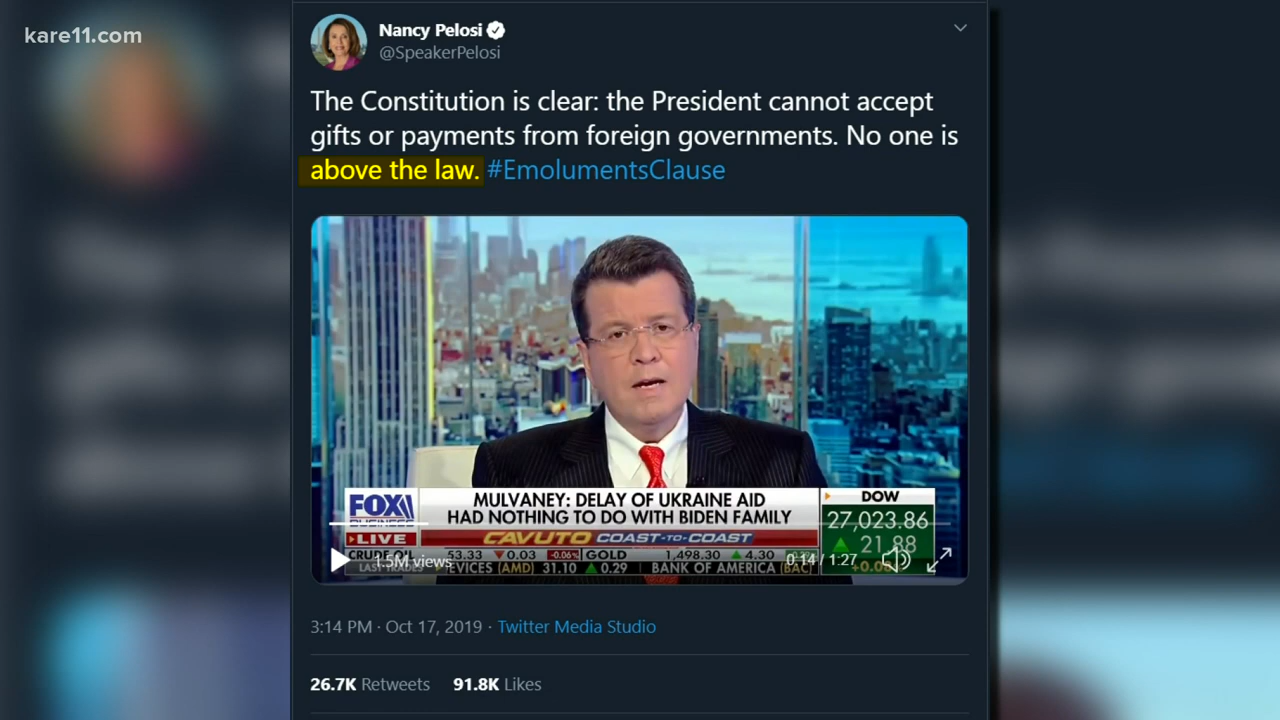 kare11.com
Nancy Pelosi
@SpeakerPelosi
The Constitution is clear: the President cannot accept
gifts or payments from foreign governments. No one is
above the law. #EmolumentsClause
FOX
BUSINESS
LIVE
MULVANEY: DELAY OF UKRAINE AID
HAD NOTHING TO DO WITH BIDEN FAMILY
CAVUTO COAST-TO-COAST
DOW
27,023.86
21.88
CRUDE OIL 53.33 0.03 -0.06% GOLD 1,498.30 4.30
LAST TRADES EVICES (AMD) 31.10 0.29 BANK OF AMERICA (BAC)
1.5M views
0:14 / 1:27
3:14 PM · Oct 17, 2019 · Twitter Media Studio
26.7K Retweets 91.8K Likes